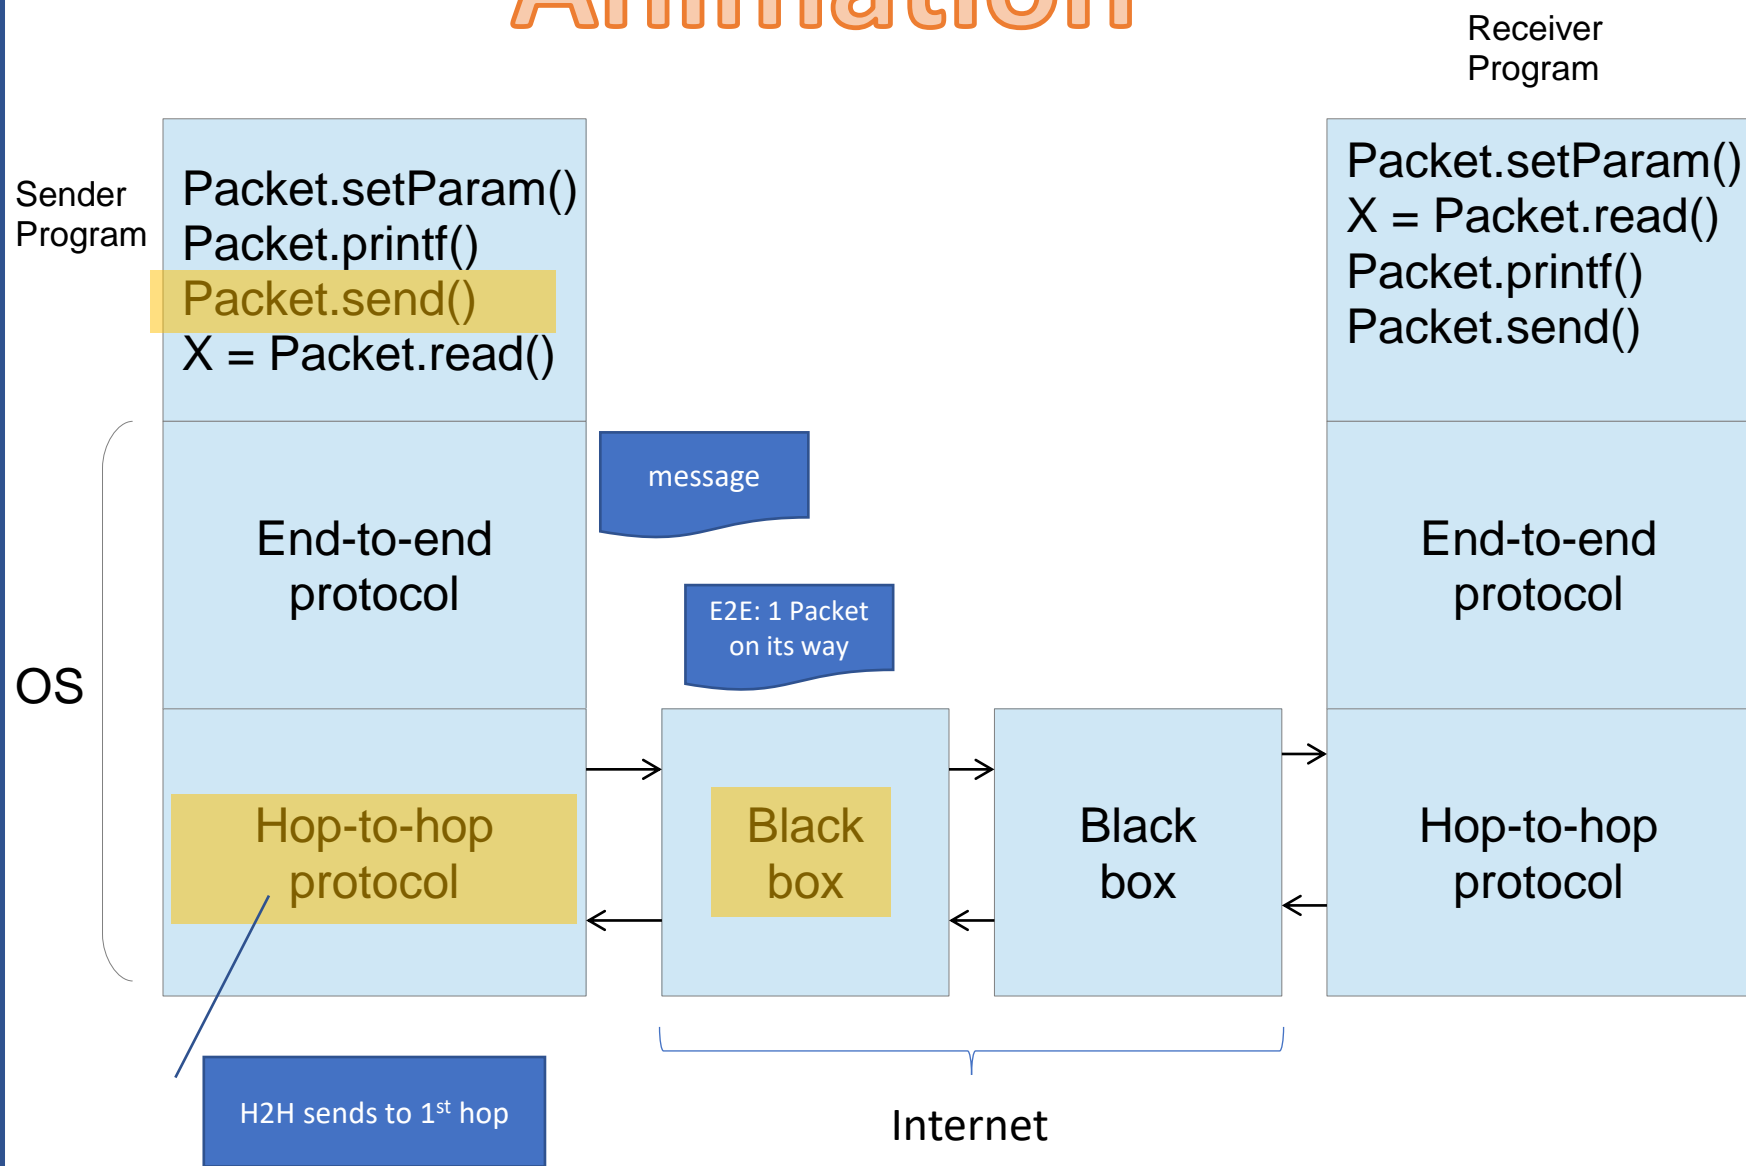 Animation
Receiver
Program
Sender
Program
Packet.setParam()
Packet.printf()
Packet.send()
X = Packet.read()
Packet.setParam()
X = Packet.read()
Packet.printf()
Packet.send()
OS
End-to-end
protocol
message
E2E: 1 Packet
on its way
End-to-end
protocol
Hop-to-hop
protocol
Black
box
Black
box
Hop-to-hop
protocol
H2H sends to 1st hop
Internet